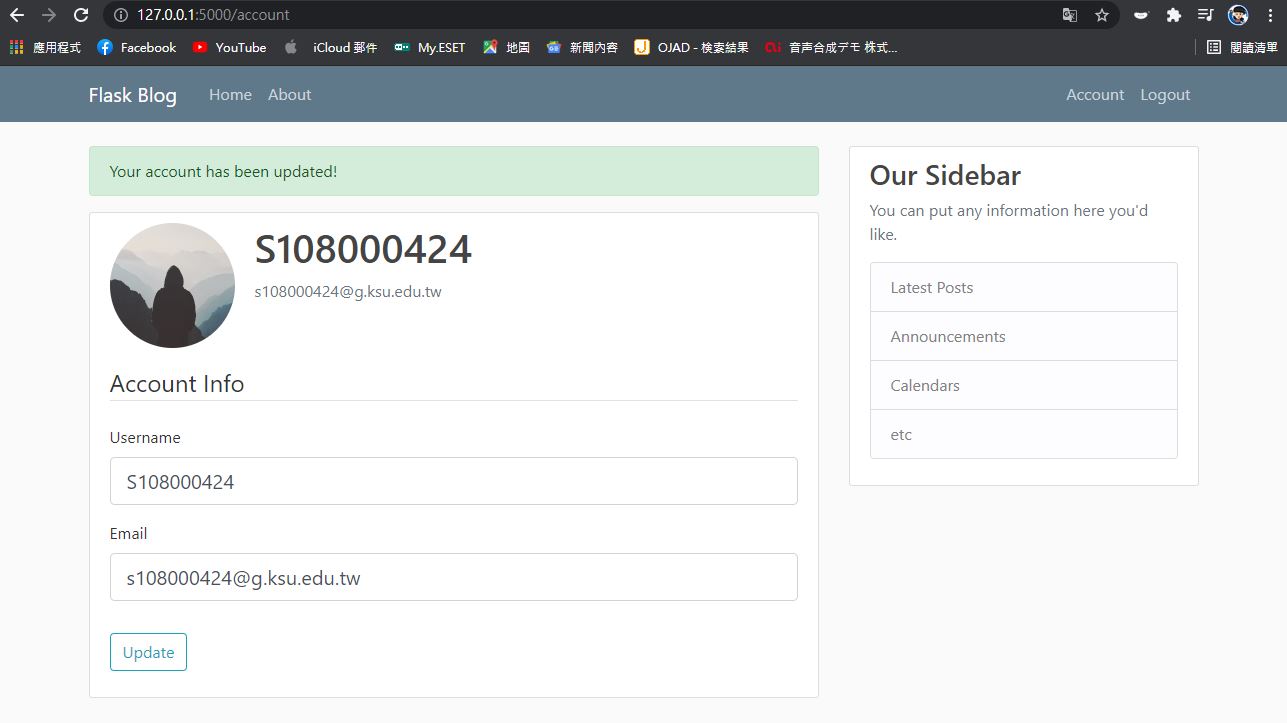 127.0.0.1:5000/account
應用程式 Facebook YouTube iCloud 郵件 My.ESET 地圖 新聞內容 OJAD - 検索結果 音声合成デモ 株式... 閱讀清單
Flask Blog Home About Account Logout
Your account has been updated!
S108000424
s108000424@g.ksu.edu.tw
Account Info
Username
S108000424
Email
s108000424@g.ksu.edu.tw
Update
Our Sidebar
You can put any information here you'd
like.
Latest Posts
Announcements
Calendars
etc